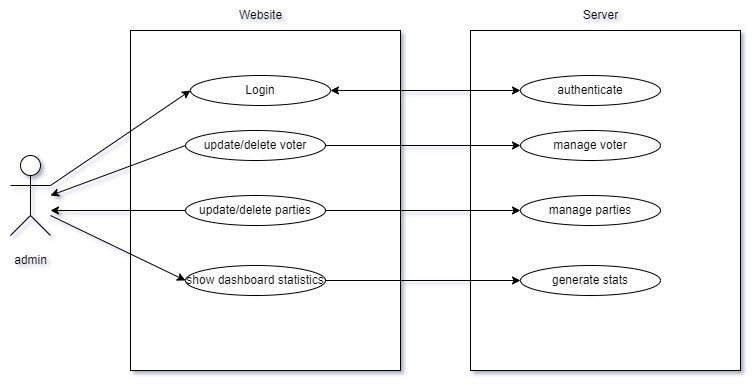 Website
Server
Login
authenticate
update/delete voter
manage voter
update/delete parties
manage parties
admin
show dashboard statistics
generate stats